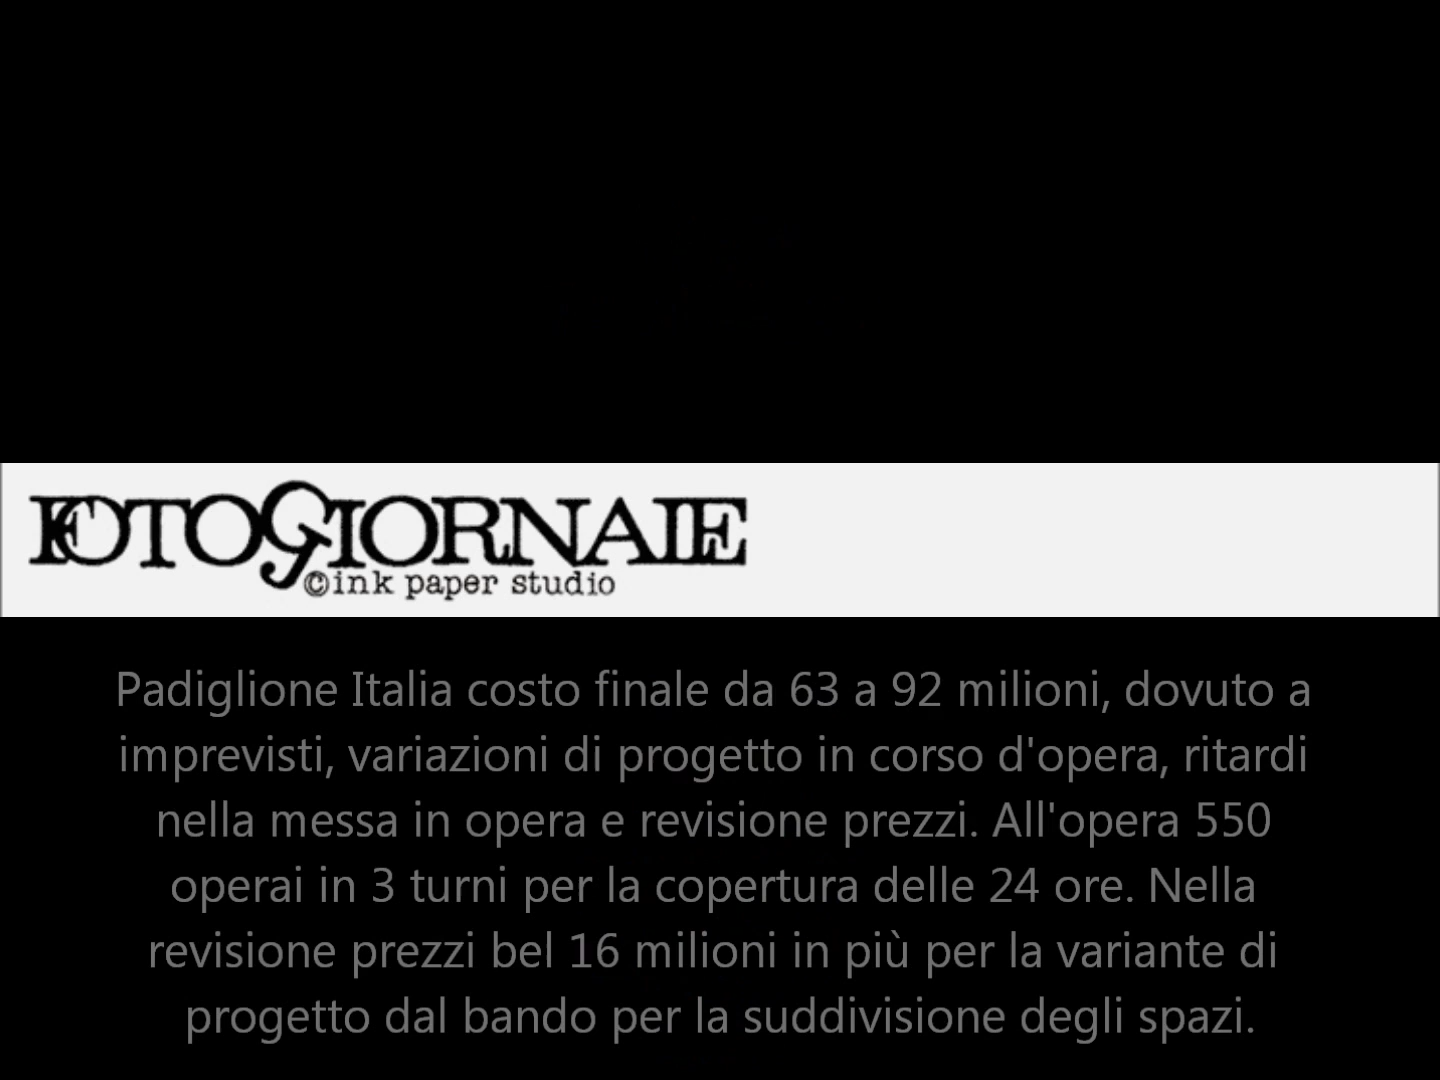 FOTOGIORNALE
©ink paper studio
Padiglione Italia costo finale da 63 a 92 milioni, dovuto a
imprevisti, variazioni di progetto in corso d'opera, ritardi
nella messa in opera e revisione prezzi. All'opera 550
operai in 3 turni per la copertura delle 24 ore. Nella
revisione prezzi bel 16 milioni in più per la variante di
progetto dal bando per la suddivisione degli spazi.